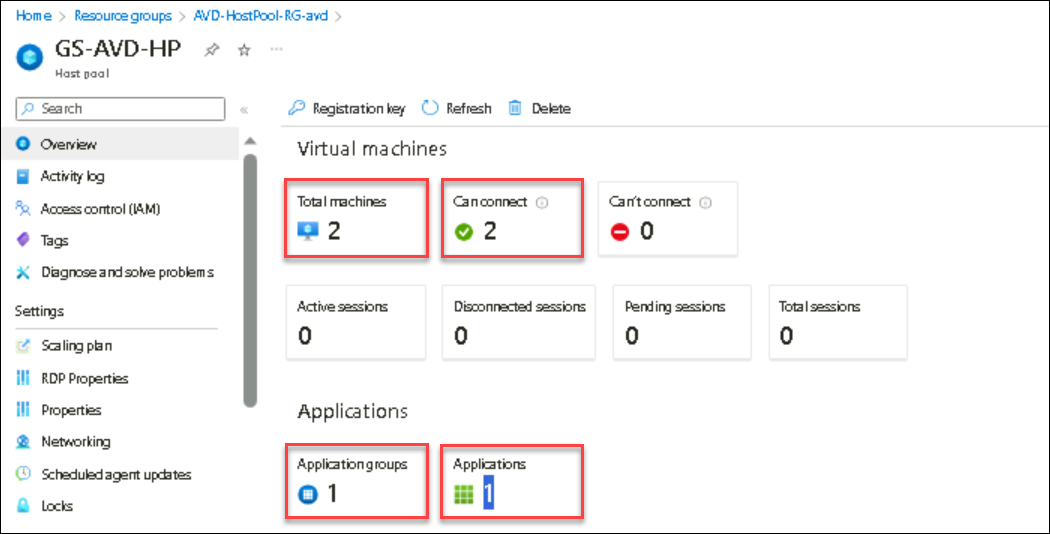 Home > Resource groups > AVD-HostPool-RG-avd >
GS-AVD-HP
Host pool
Search
«
Registration key
Refresh
Delete
Overview
Activity log
Access control (IAM)
Tags
Diagnose and solve problems
Settings
Scaling plan
RDP Properties
Properties
Networking
Scheduled agent updates
Locks
Virtual machines
Total machines
2
Can connect
2
Can't connect
0
Active sessions
0
Disconnected sessions
0
Pending sessions
0
Total sessions
0
Applications
Application groups
1
Applications
1